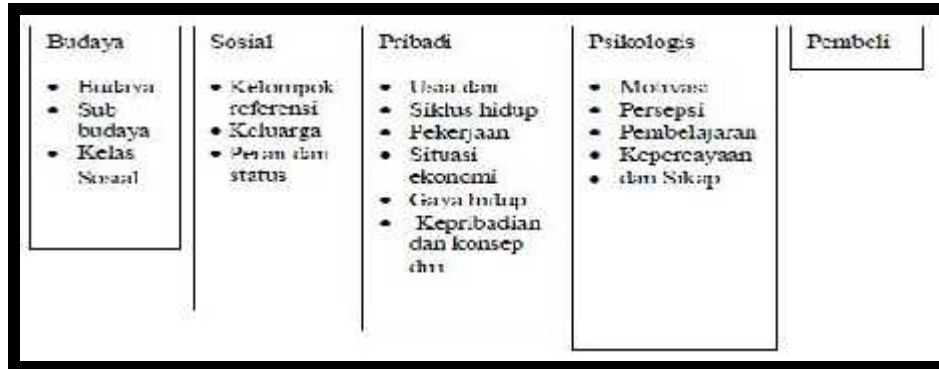 Budaya
• Budaya
• Sub
budaya
• Kelas
Sosial
Sosial
• Kelompok
referensi
• Keluarga
• Peran dan
status
Pribadi
• Usia dan
• Siklus hidup
• Pekerjaan
• Situasi
ekonomi
• Gaya hidup
• Kepribadian
dan konsep
diri
Psikologis
• Motivasi
• Persepsi
• Pembelajaran
• Kepercayaan
• dan Sikap
Pembeli